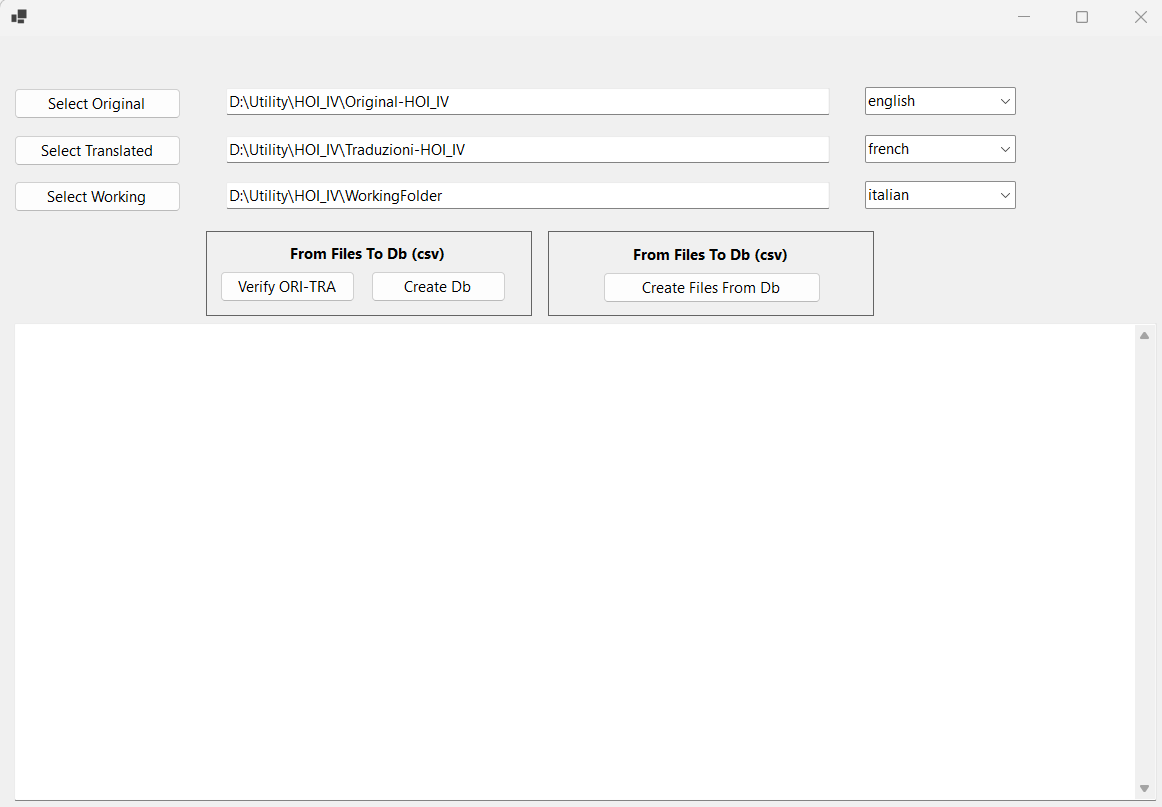 Select Original D:\Utility\HOI_IV\Original-HOI_IV english
Select Translated D:\Utility\HOI_IV\Traduzioni-HOI_IV french
Select Working D:\Utility\HOI_IV\WorkingFolder italian
From Files To Db (csv)
Verify ORI-TRA Create Db
From Files To Db (csv)
Create Files From Db